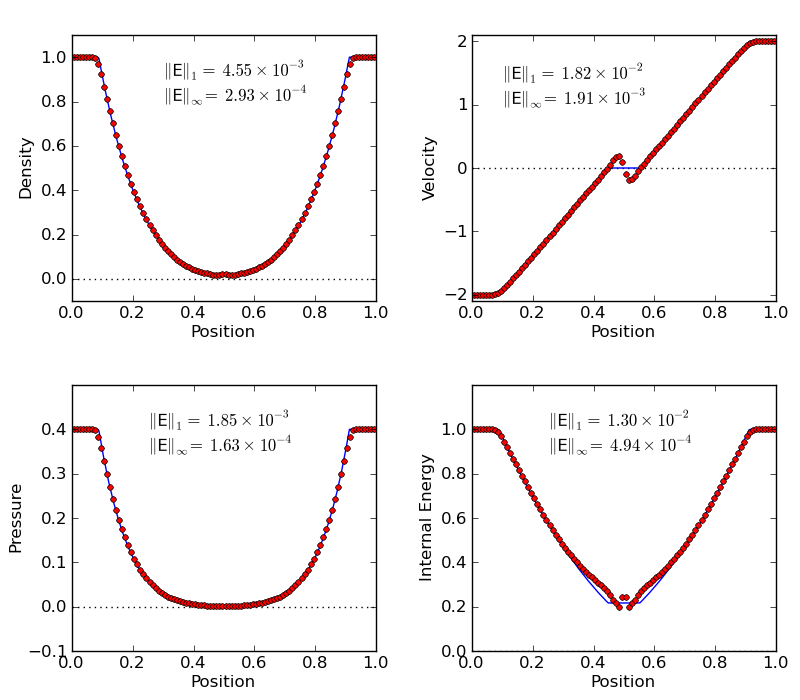 ‖E‖₁ = 4.55 × 10⁻³
‖E‖∞ = 2.93 × 10⁻⁴
1.0
0.8
0.6
0.4
0.2
0.0
Density
0.0 0.2 0.4 0.6 0.8 1.0
Position
‖E‖₁ = 1.82 × 10⁻²
‖E‖∞ = 1.91 × 10⁻³
2
1
0
−1
−2
Velocity
0.0 0.2 0.4 0.6 0.8 1.0
Position
‖E‖₁ = 1.85 × 10⁻³
‖E‖∞ = 1.63 × 10⁻⁴
0.4
0.3
0.2
0.1
0.0
−0.1
Pressure
0.0 0.2 0.4 0.6 0.8 1.0
Position
‖E‖₁ = 1.30 × 10⁻²
‖E‖∞ = 4.94 × 10⁻⁴
1.0
0.8
0.6
0.4
0.2
0.0
Internal Energy
0.0 0.2 0.4 0.6 0.8 1.0
Position